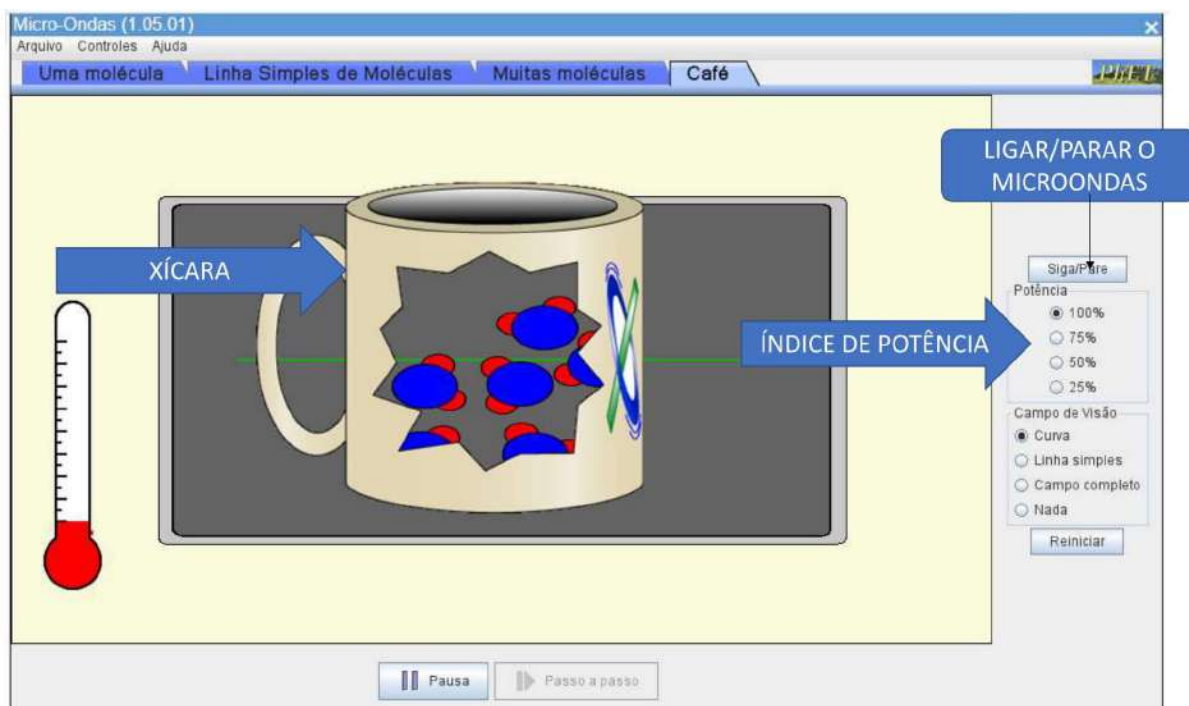 Micro-Ondas (1.05.01)
Arquivo Controles Ajuda
Uma molécula Linha Simples de Moléculas Muitas moléculas Café
PhET
LIGAR/PARAR O
MICROONDAS
XÍCARA
Siga/Pare
Potência
100%
75%
ÍNDICE DE POTÊNCIA
50%
25%
Campo de Visão
Curva
Linha simples
Campo completo
Nada
Reiniciar
Pausa
Passo a passo